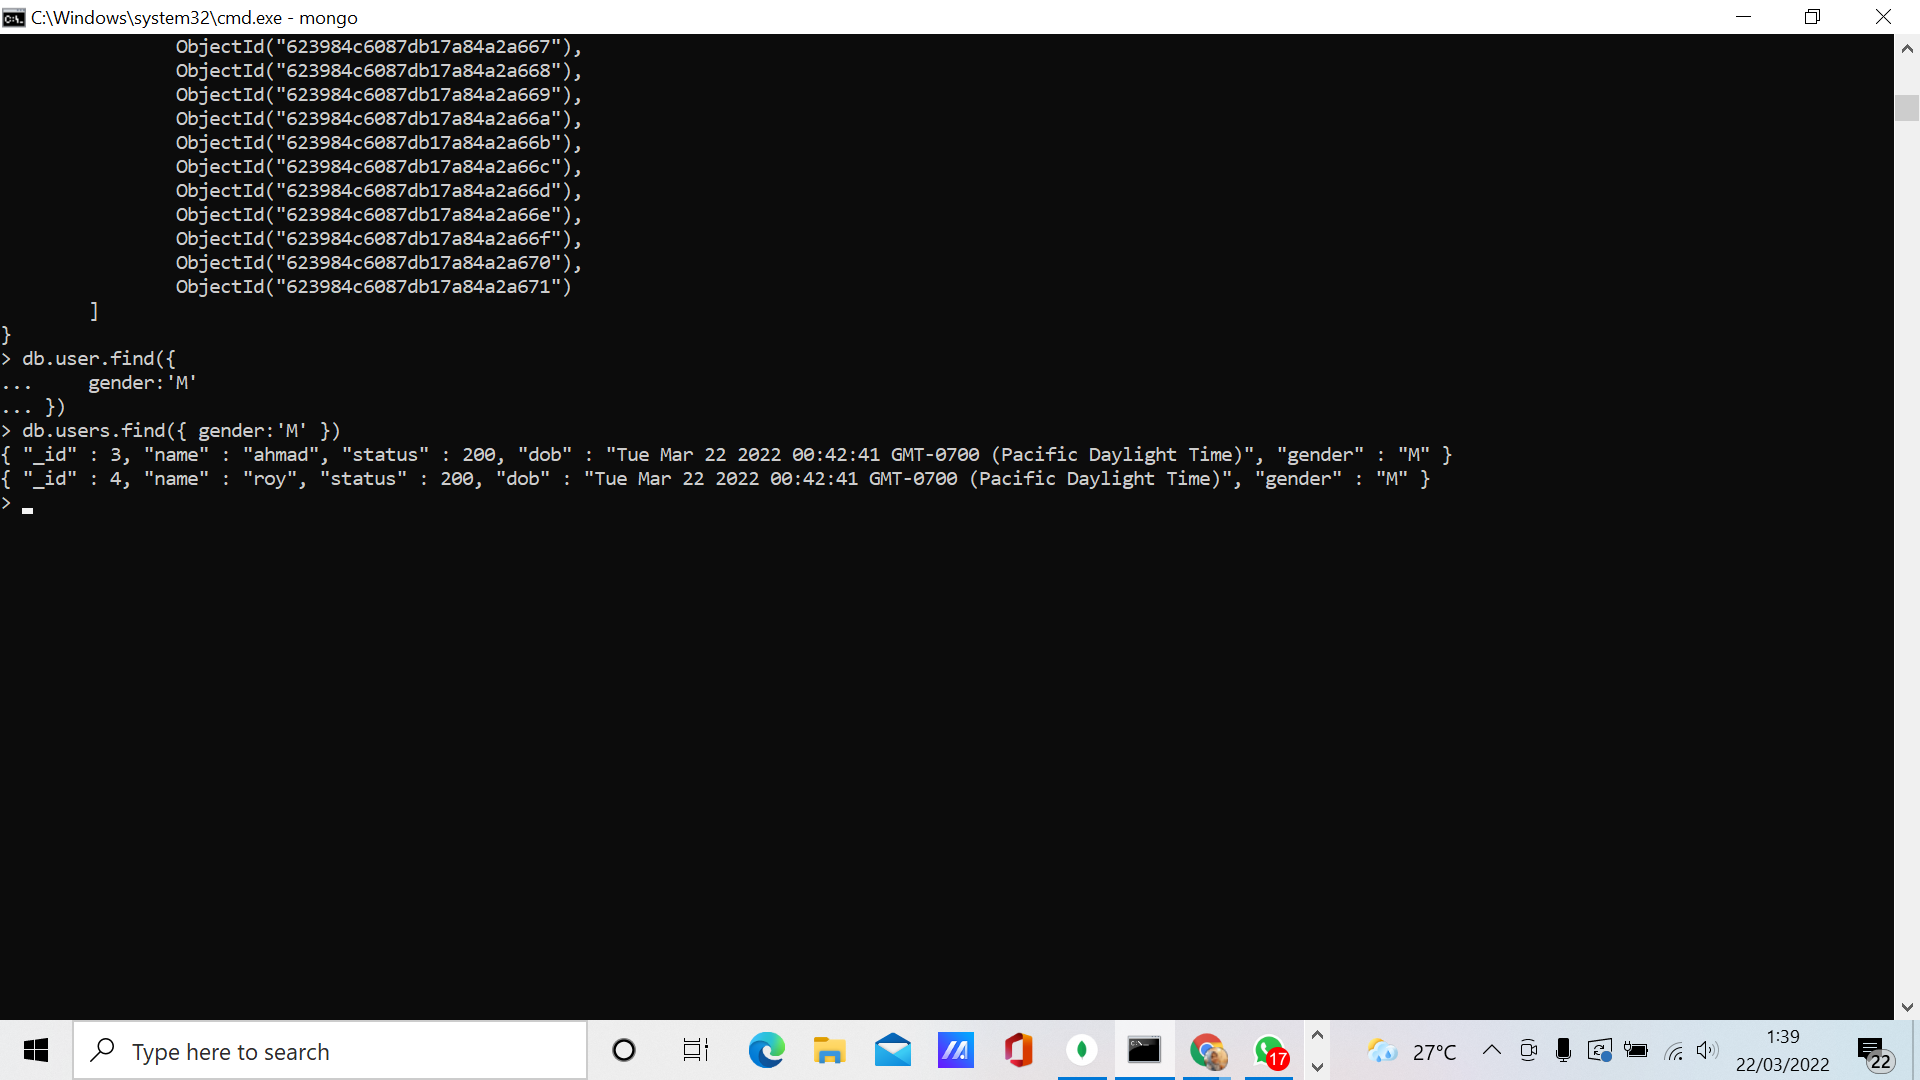 C:\Windows\system32\cmd.exe - mongo
ObjectId("623984c6087db17a84a2a667"),
ObjectId("623984c6087db17a84a2a668"),
ObjectId("623984c6087db17a84a2a669"),
ObjectId("623984c6087db17a84a2a66a"),
ObjectId("623984c6087db17a84a2a66b"),
ObjectId("623984c6087db17a84a2a66c"),
ObjectId("623984c6087db17a84a2a66d"),
ObjectId("623984c6087db17a84a2a66e"),
ObjectId("623984c6087db17a84a2a66f"),
ObjectId("623984c6087db17a84a2a670"),
ObjectId("623984c6087db17a84a2a671")
]
}
> db.user.find({
...     gender:'M'
... })
> db.users.find({ gender:'M' })
{ "_id" : 3, "name" : "ahmad", "status" : 200, "dob" : "Tue Mar 22 2022 00:42:41 GMT-0700 (Pacific Daylight Time)", "gender" : "M" }
{ "_id" : 4, "name" : "roy", "status" : 200, "dob" : "Tue Mar 22 2022 00:42:41 GMT-0700 (Pacific Daylight Time)", "gender" : "M" }
>
Type here to search
17
27°C
1:39
22/03/2022
22